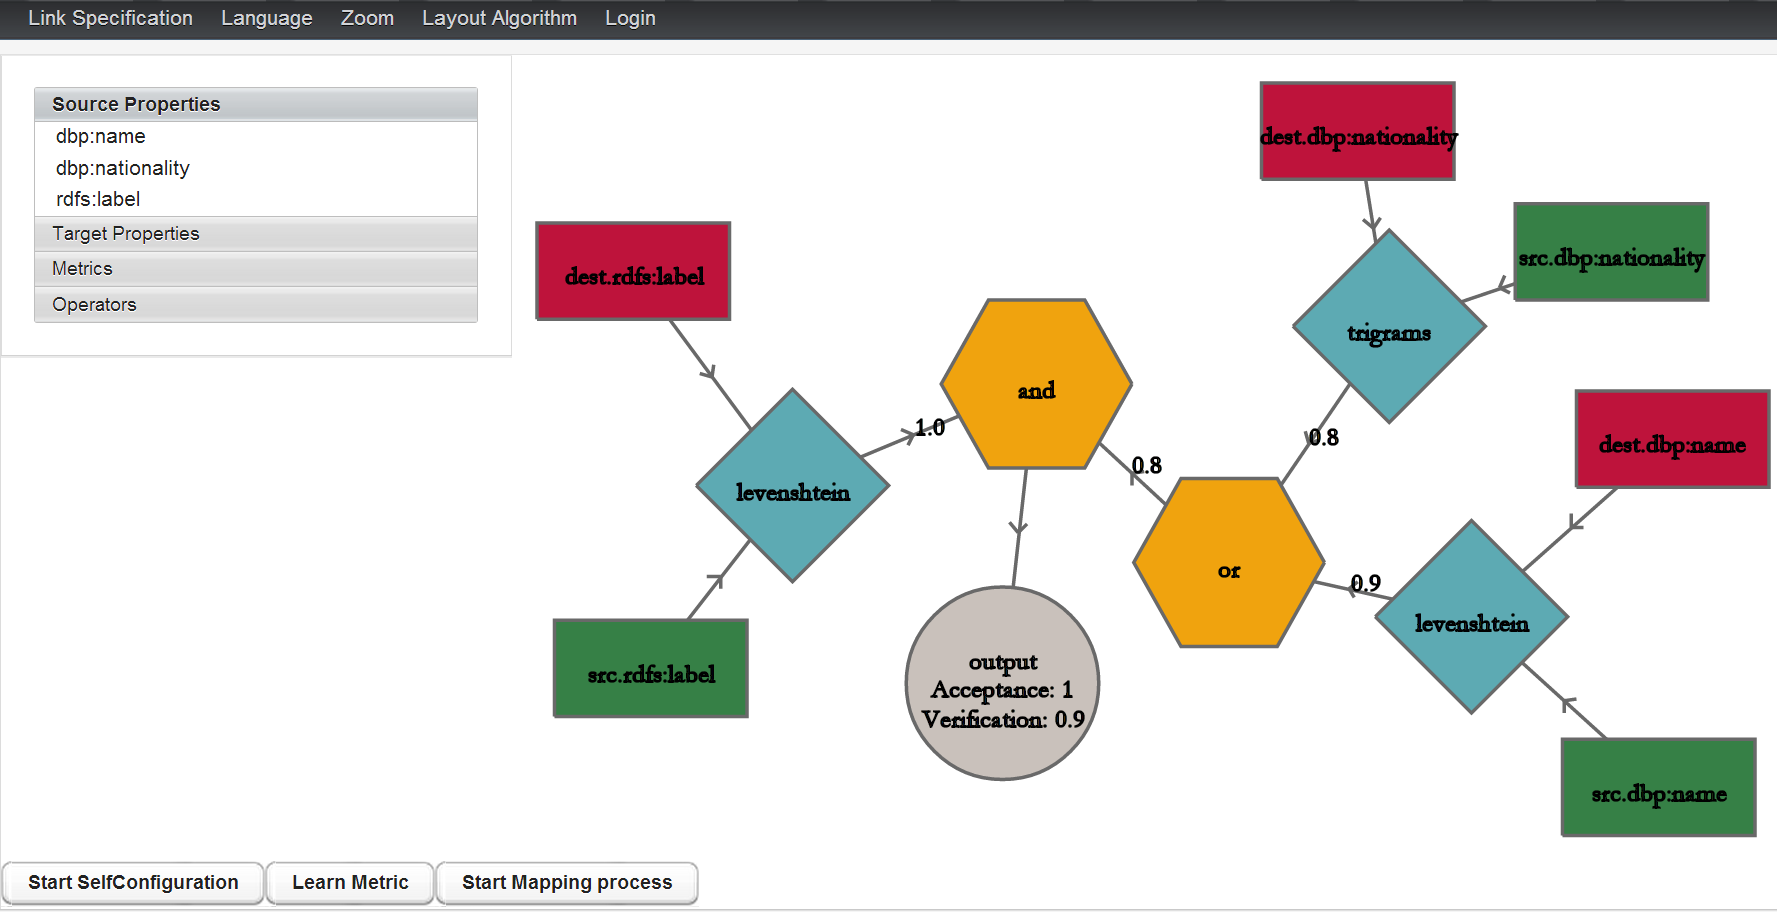 Link Specification Language Zoom Layout Algorithm Login
Source Properties
dbp:name
dbp:nationality
rdfs:label
Target Properties
Metrics
Operators
dest.dbp:nationality
src.dbp:nationality
dest.rdfs:label
trigrams
and
1.0
0.8
0.8
dest.dbp:name
levenshtein
or
0.9
levenshtein
src.rdfs:label
output
Acceptance: 1
Verification: 0.9
src.dbp:name
Start SelfConfiguration Learn Metric Start Mapping process